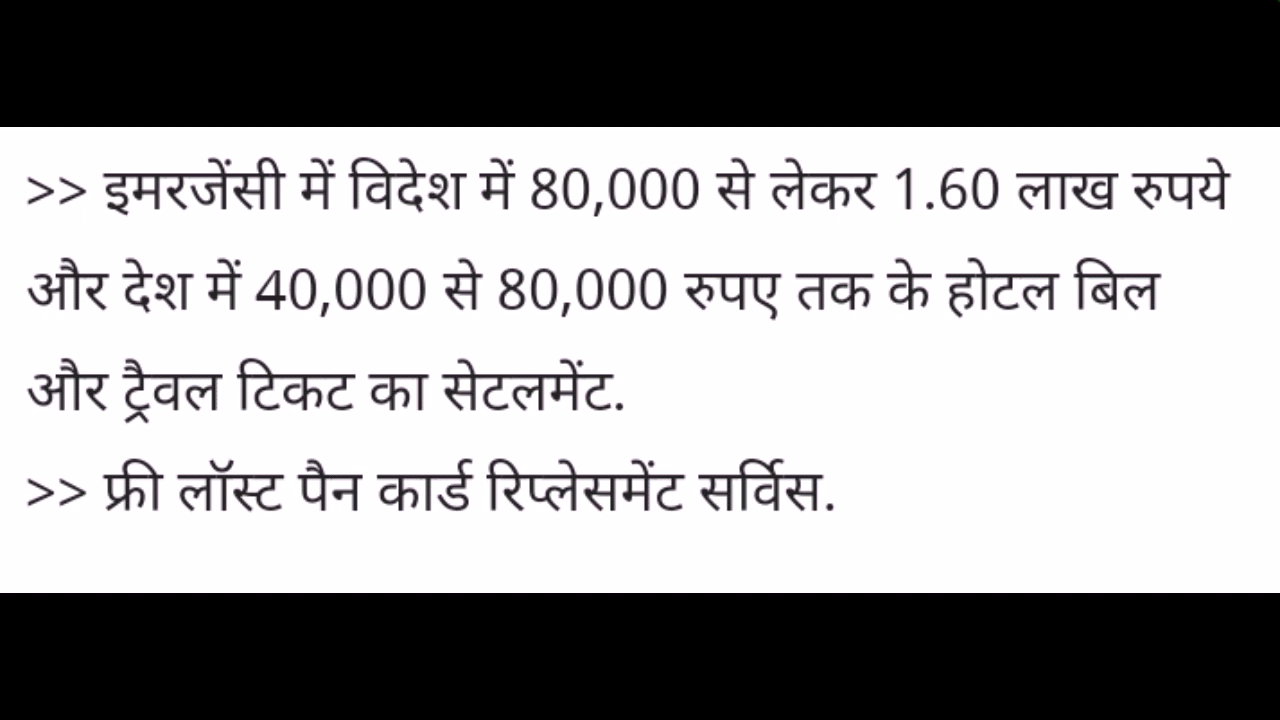 >> इमरजेंसी में विदेश में 80,000 से लेकर 1.60 लाख रुपये
और देश में 40,000 से 80,000 रुपए तक के होटल बिल
और ट्रैवल टिकट का सेटलमेंट.
>> फ्री लॉस्ट पैन कार्ड रिप्लेसमेंट सर्विस.